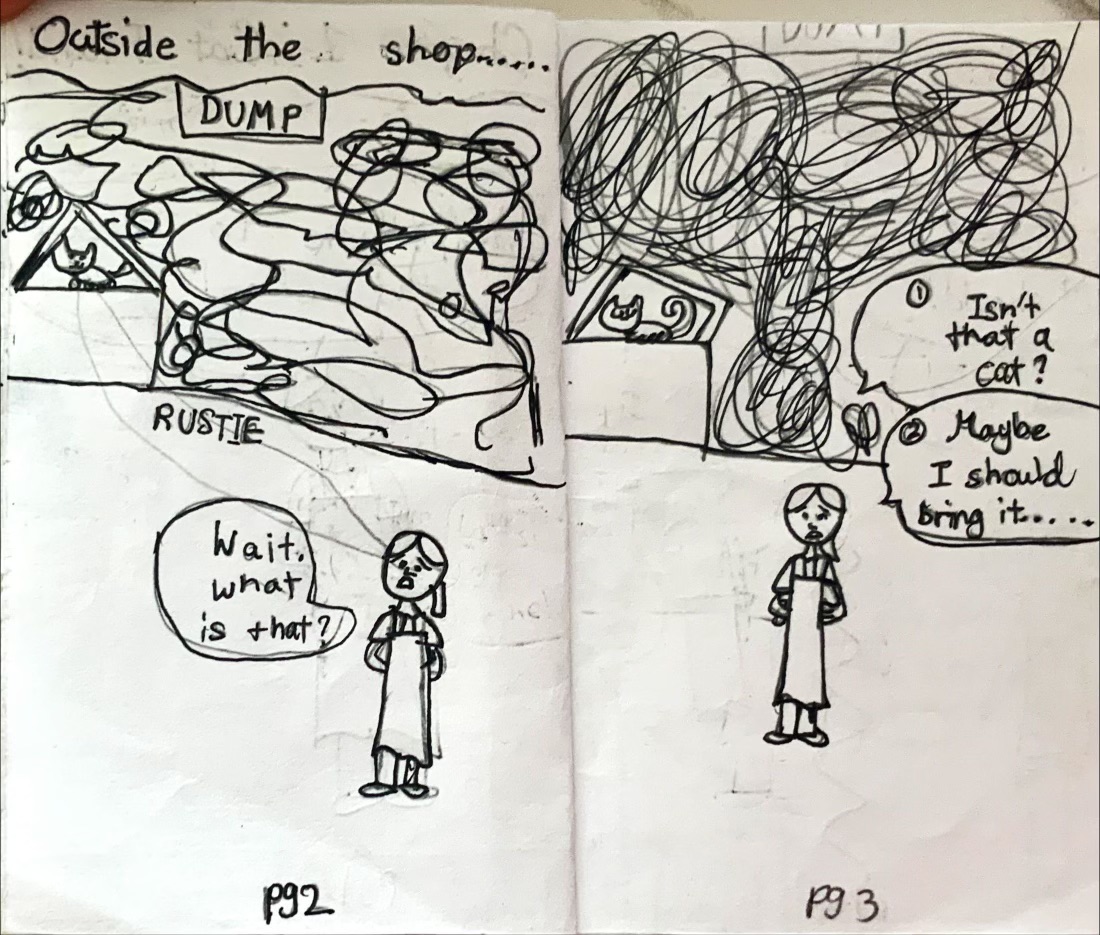 Outside the shop......
DUMP
RUSTIE
Wait.
what
is that?
pg2
DUMP
① Isn't
that a
cat?
② Maybe
I should
bring it.....
pg 3